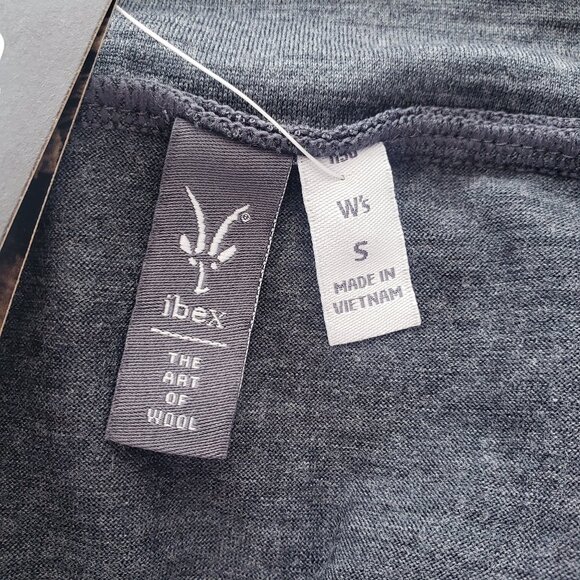 ibex
THE
ART
OF
WOOL
W's
S
MADE IN
VIETNAM